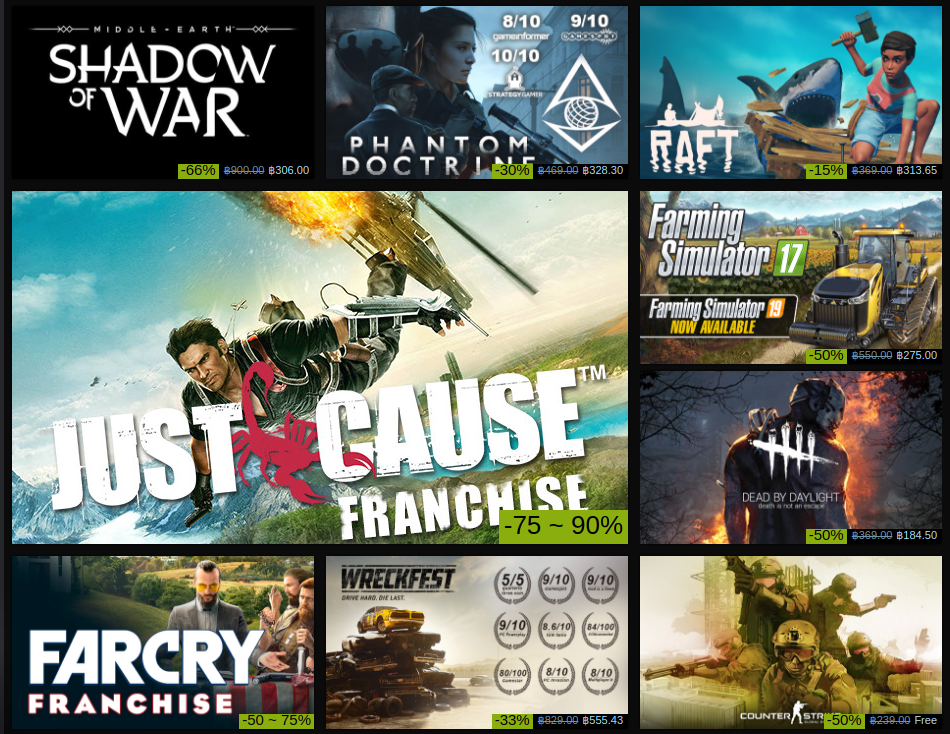 MIDDLE-EARTH
SHADOW
OF
WAR
-66% ฿900.00 ฿306.00
8/10
gameinformer
9/10
10/10
STRATEGYGAMER
PHANTOM
DOCTRINE
-30% ฿469.00 ฿328.30
RAFT
-15% ฿369.00 ฿313.65
JUST CAUSE™
FRANCHISE
-75 ~ 90%
Farming
Simulator 17
Farming Simulator 19
NOW AVAILABLE
-50% ฿550.00 ฿275.00
DEAD BY DAYLIGHT
death is not an escape
-50% ฿369.00 ฿184.50
FARCRY
FRANCHISE
-50 ~ 75%
WRECKFEST
DRIVE HARD. DIE LAST.
5/5
9/10
9/10
9/10
8.6/10
84/100
80/100
8/10
8/10
-33% ฿829.00 ฿555.43
COUNTER STRIKE
-50% ฿239.00 Free